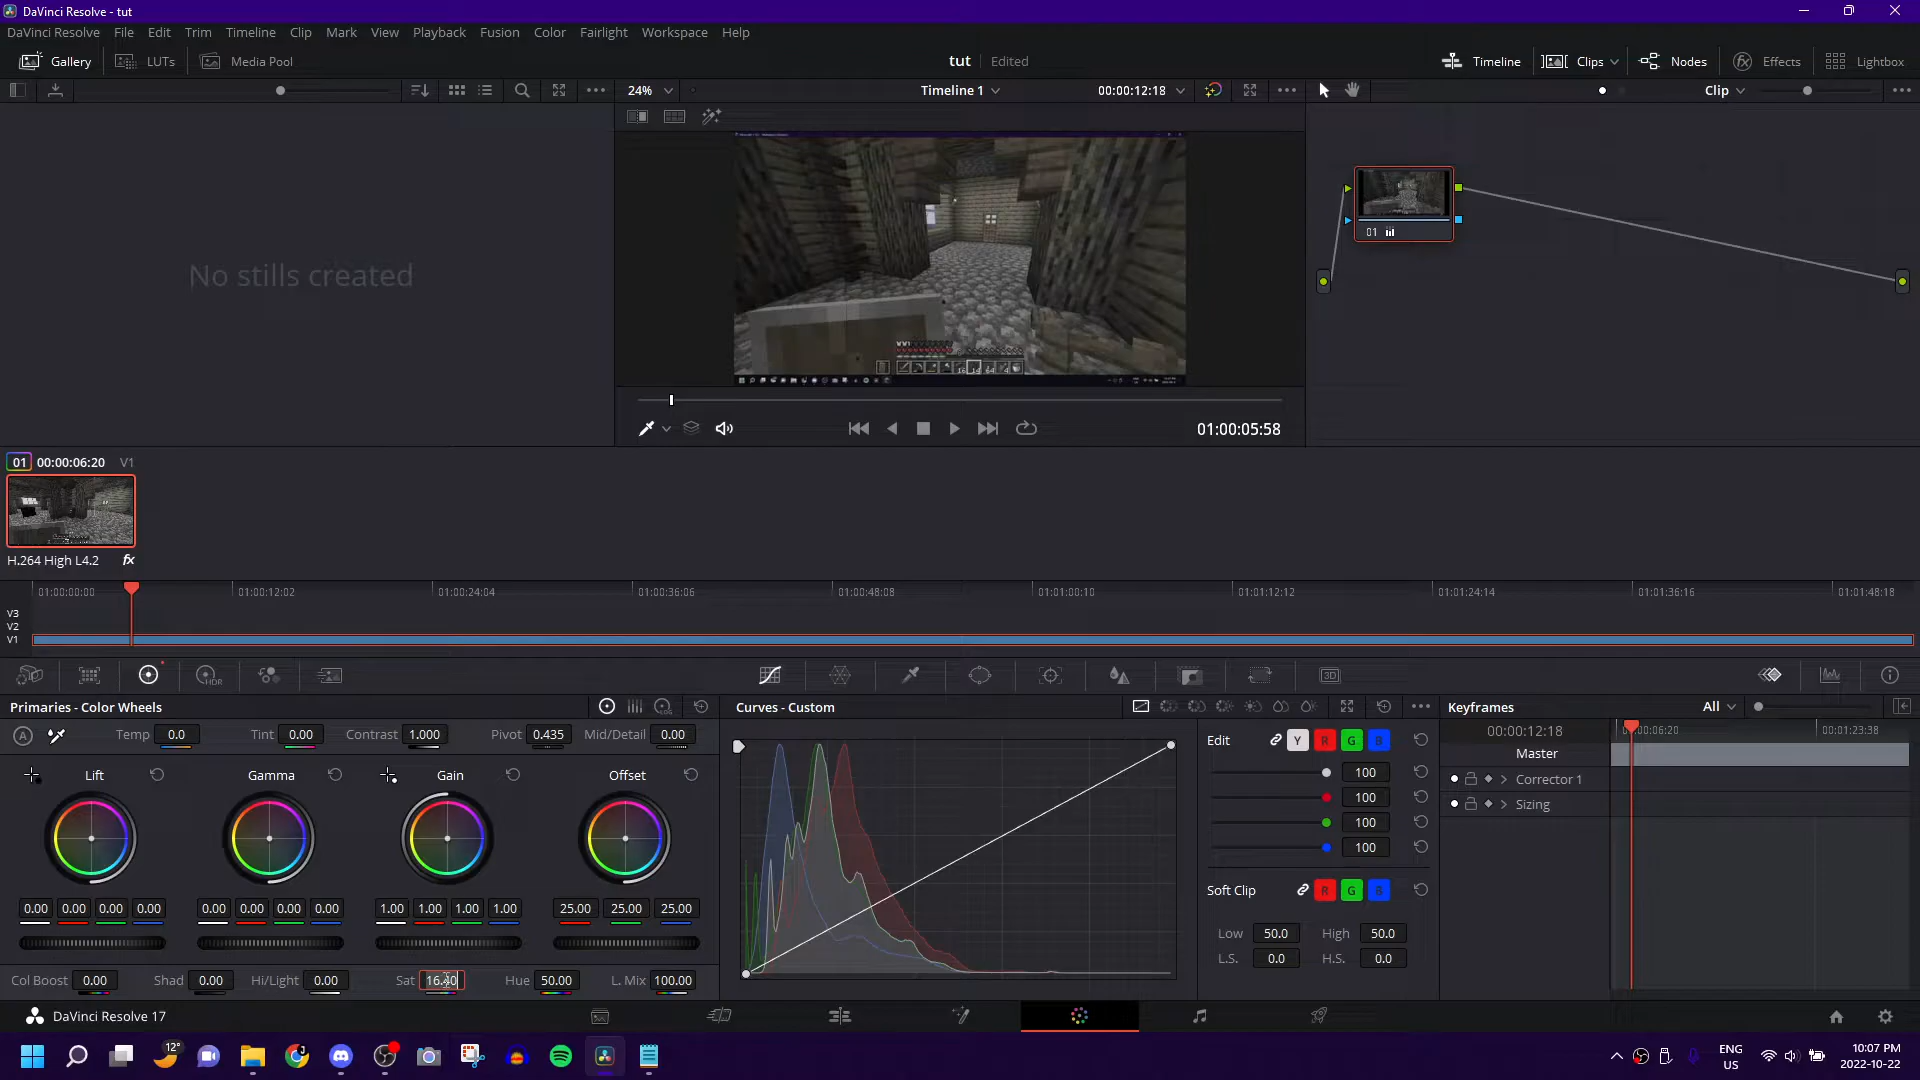 DaVinci Resolve - tut
DaVinci Resolve File Edit Trim Timeline Clip Mark View Playback Fusion Color Fairlight Workspace Help
Gallery LUTs Media Pool tut Edited Timeline Clips Nodes Effects Lightbox
24% Timeline 1 00:00:12:18 Clip
No stills created
01
01:00:05:58
01 00:00:06:20 V1
H.264 High L4.2 fx
01:00:00:00 01:00:12:02 01:00:24:04 01:00:36:06 01:00:48:08 01:01:00:10 01:01:12:12 01:01:24:14 01:01:36:16 01:01:48:18
V3
V2
V1
HDR 3D
Primaries - Color Wheels LOG Curves - Custom Keyframes All
A Temp 0.0 Tint 0.00 Contrast 1.000 Pivot 0.435 Mid/Detail 0.00
Edit Y R G B
00:00:12:18 00:06:20 00:01:23:38
Master
Lift Gamma Gain Offset
100
Corrector 1
100
Sizing
100
100
Soft Clip R G B
0.00 0.00 0.00 0.00 0.00 0.00 0.00 0.00 1.00 1.00 1.00 1.00 25.00 25.00 25.00
Low 50.0 High 50.0
L.S. 0.0 H.S. 0.0
Col Boost 0.00 Shad 0.00 Hi/Light 0.00 Sat 16.40 Hue 50.00 L. Mix 100.00
DaVinci Resolve 17
12°
ENG
US
10:07 PM
2022-10-22